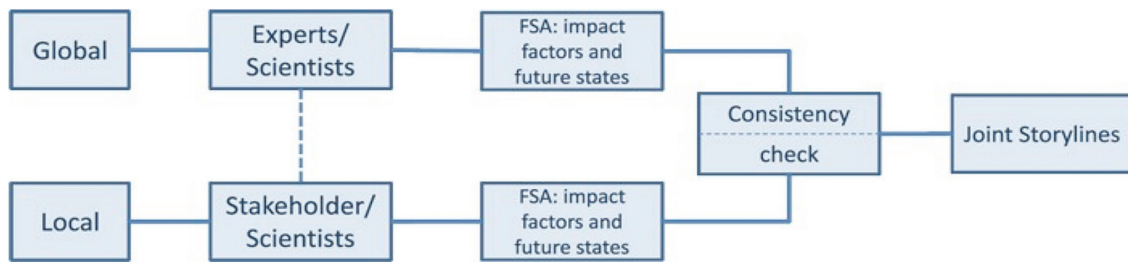 Global
Experts/
Scientists
FSA: impact
factors and
future states
Consistency
check
Joint Storylines
Local
Stakeholder/
Scientists
FSA: impact
factors and
future states